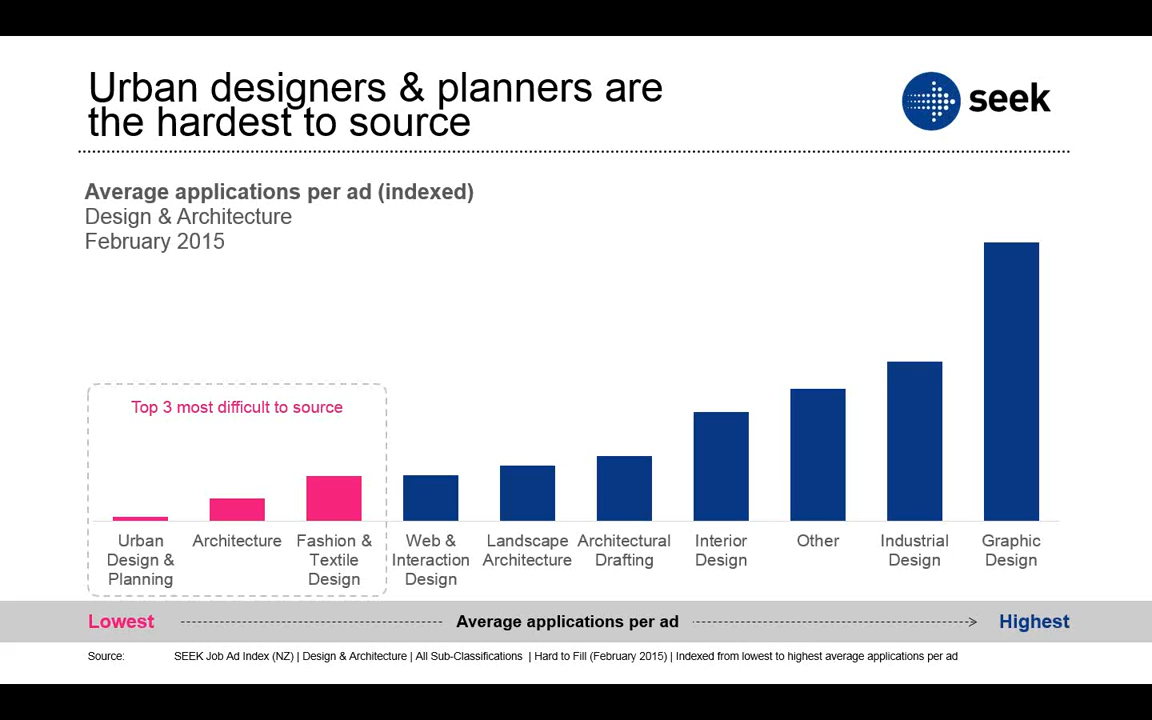 Urban designers & planners are
the hardest to source
seek
Average applications per ad (indexed)
Design & Architecture
February 2015
Top 3 most difficult to source
Urban
Design &
Planning
Architecture
Fashion &
Textile
Design
Web &
Interaction
Design
Landscape
Architecture
Architectural
Drafting
Interior
Design
Other
Industrial
Design
Graphic
Design
Lowest
Average applications per ad
Highest
Source: SEEK Job Ad Index (NZ) | Design & Architecture | All Sub-Classifications | Hard to Fill (February 2015) | Indexed from lowest to highest average applications per ad